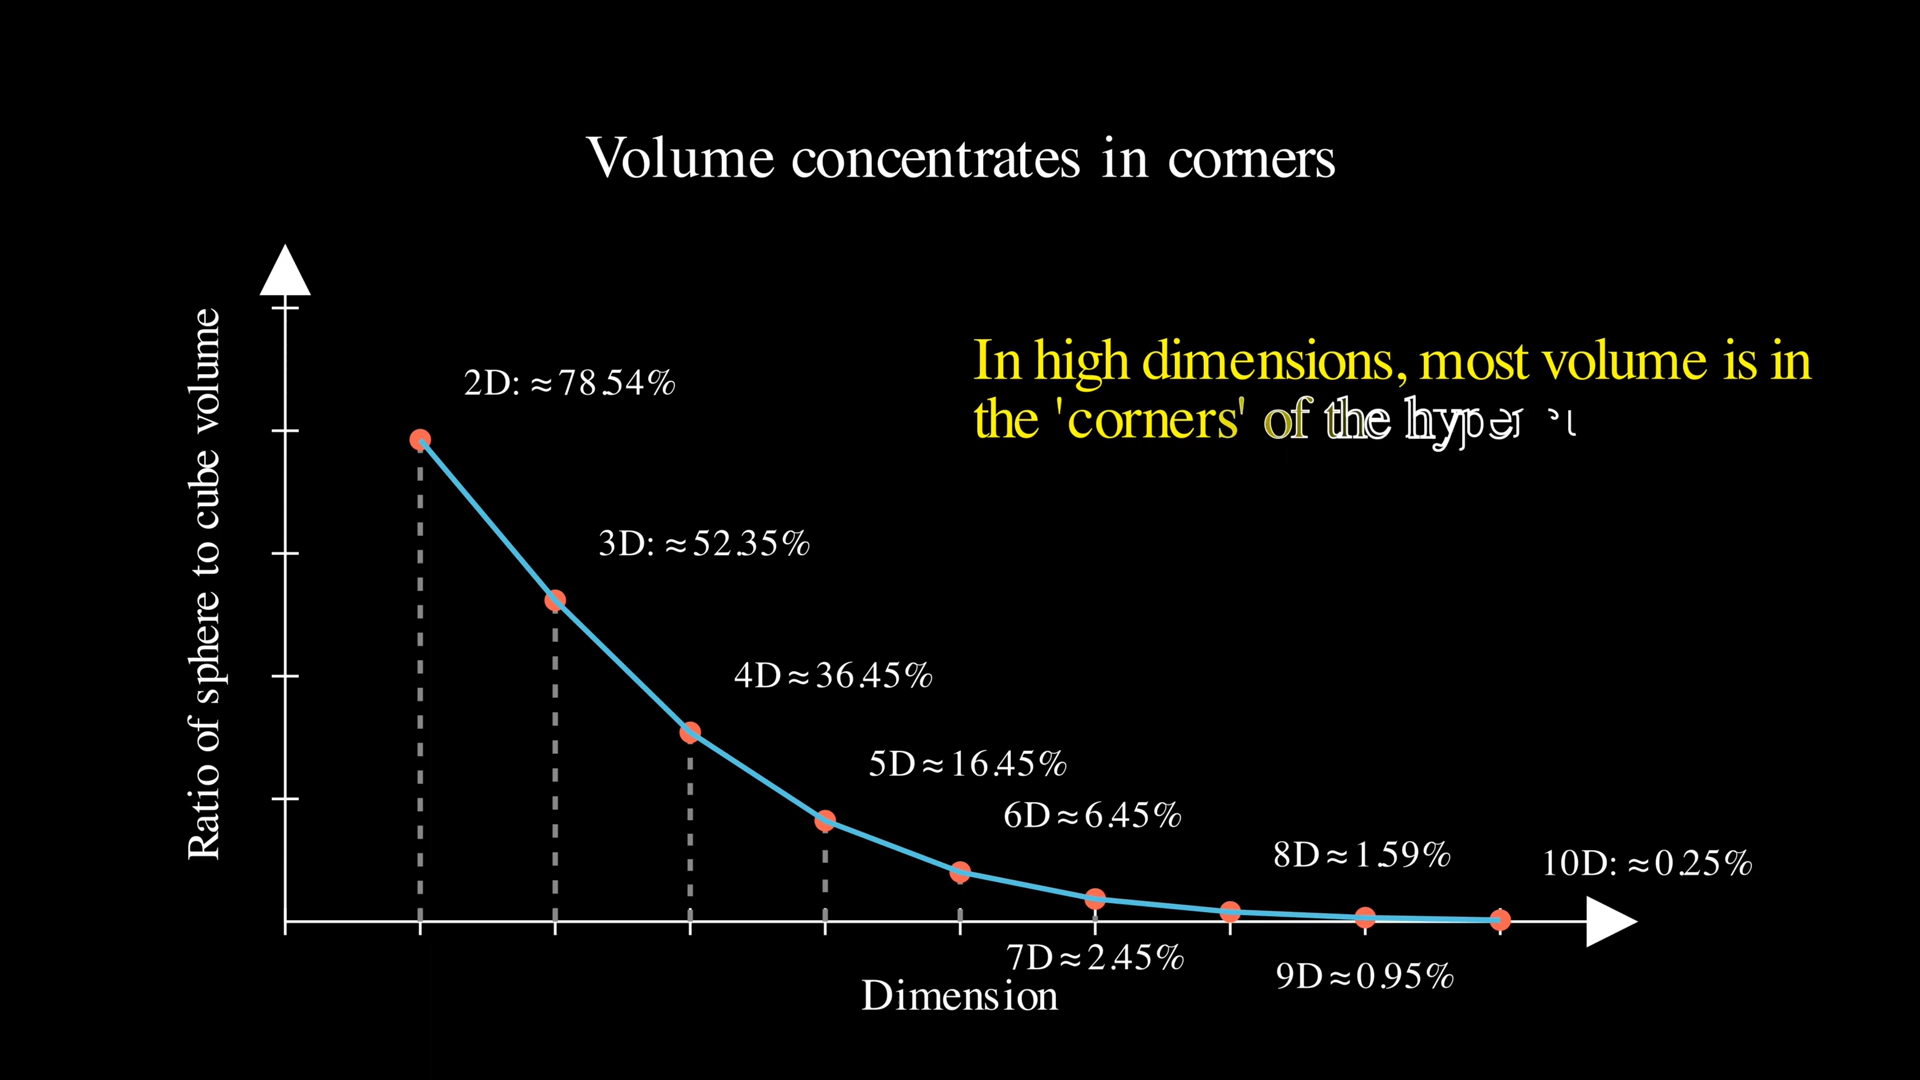 Volume concentrates in corners
Ratio of sphere to cube volume
In high dimensions, most volume is in
the 'corners' of the hyper
2D: ≈78.54%
3D: ≈52.35%
4D≈36.45%
5D≈16.45%
6D≈6.45%
8D≈1.59%
10D: ≈0.25%
7D≈2.45%
9D≈0.95%
Dimension